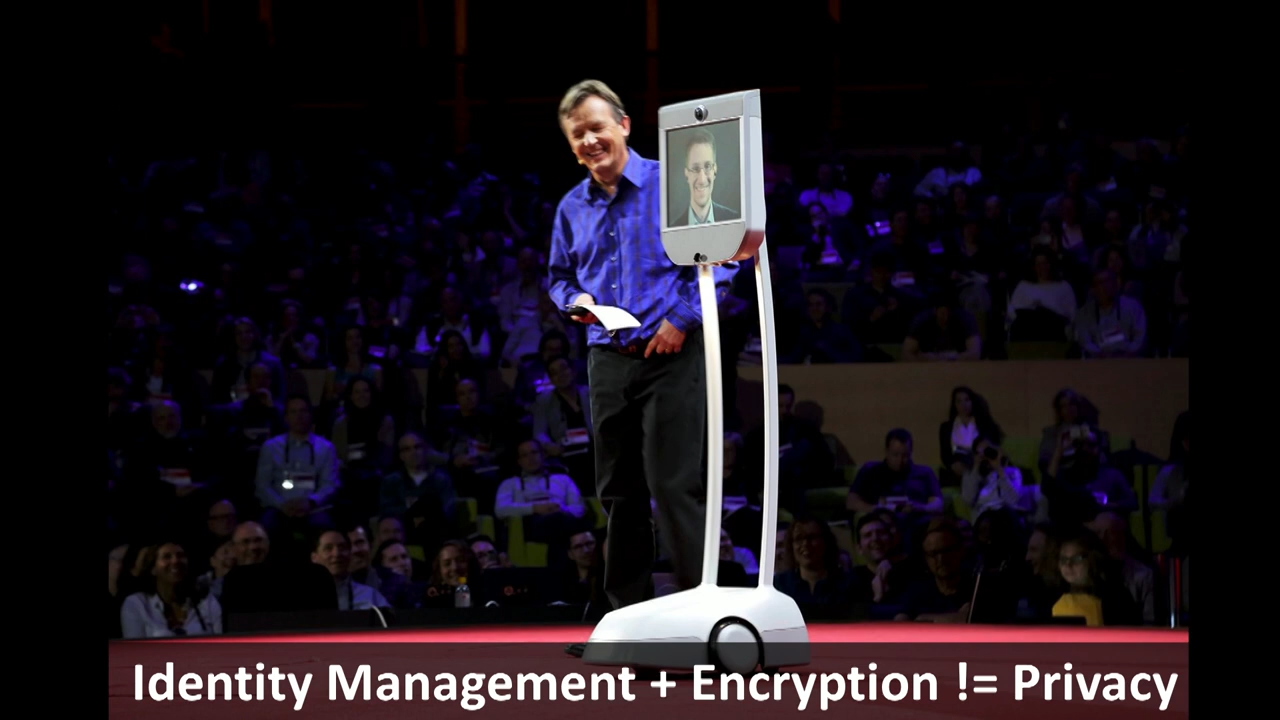 Identity Management + Encryption != Privacy